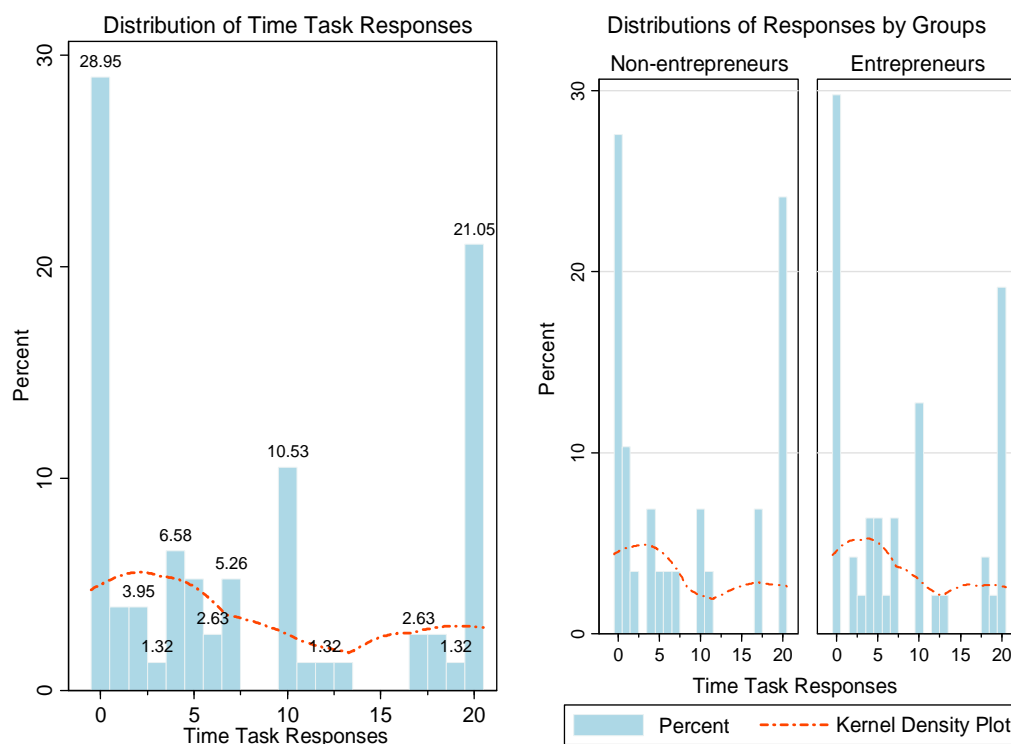 Distribution of Time Task Responses
Percent
30
20
10
0
28.95
3.95
1.32
6.58
2.63
5.26
10.53
1.32
2.63
1.32
21.05
0 5 10 15 20
Time Task Responses
Distributions of Responses by Groups
Non-entrepreneurs Entrepreneurs
Percent
30
20
10
0
0 5 10 15 20 0 5 10 15 20
Time Task Responses
Percent Kernel Density Plot